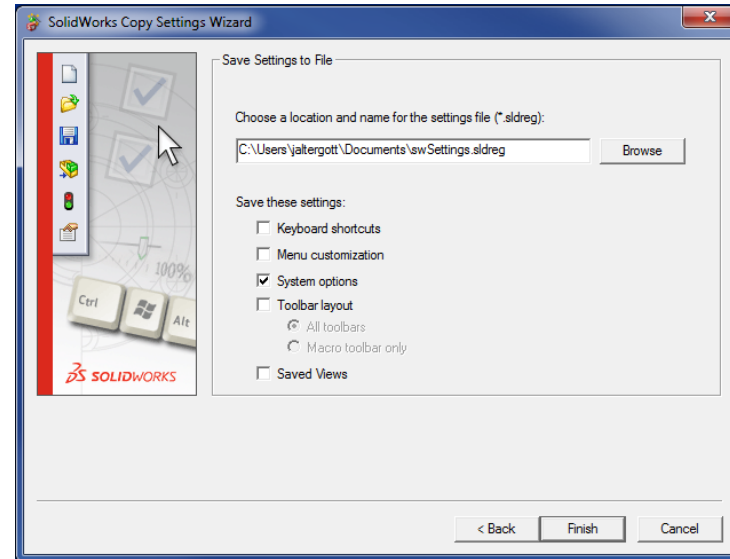 SolidWorks Copy Settings Wizard
Save Settings to File
Choose a location and name for the settings file (*.sldreg):
C:\Users\jaltergott\Documents\swSettings.sldreg
Browse
Save these settings:
Keyboard shortcuts
Menu customization
System options
Toolbar layout
All toolbars
Macro toolbar only
Saved Views
100%
Ctrl
Alt
SOLIDWORKS
< Back
Finish
Cancel